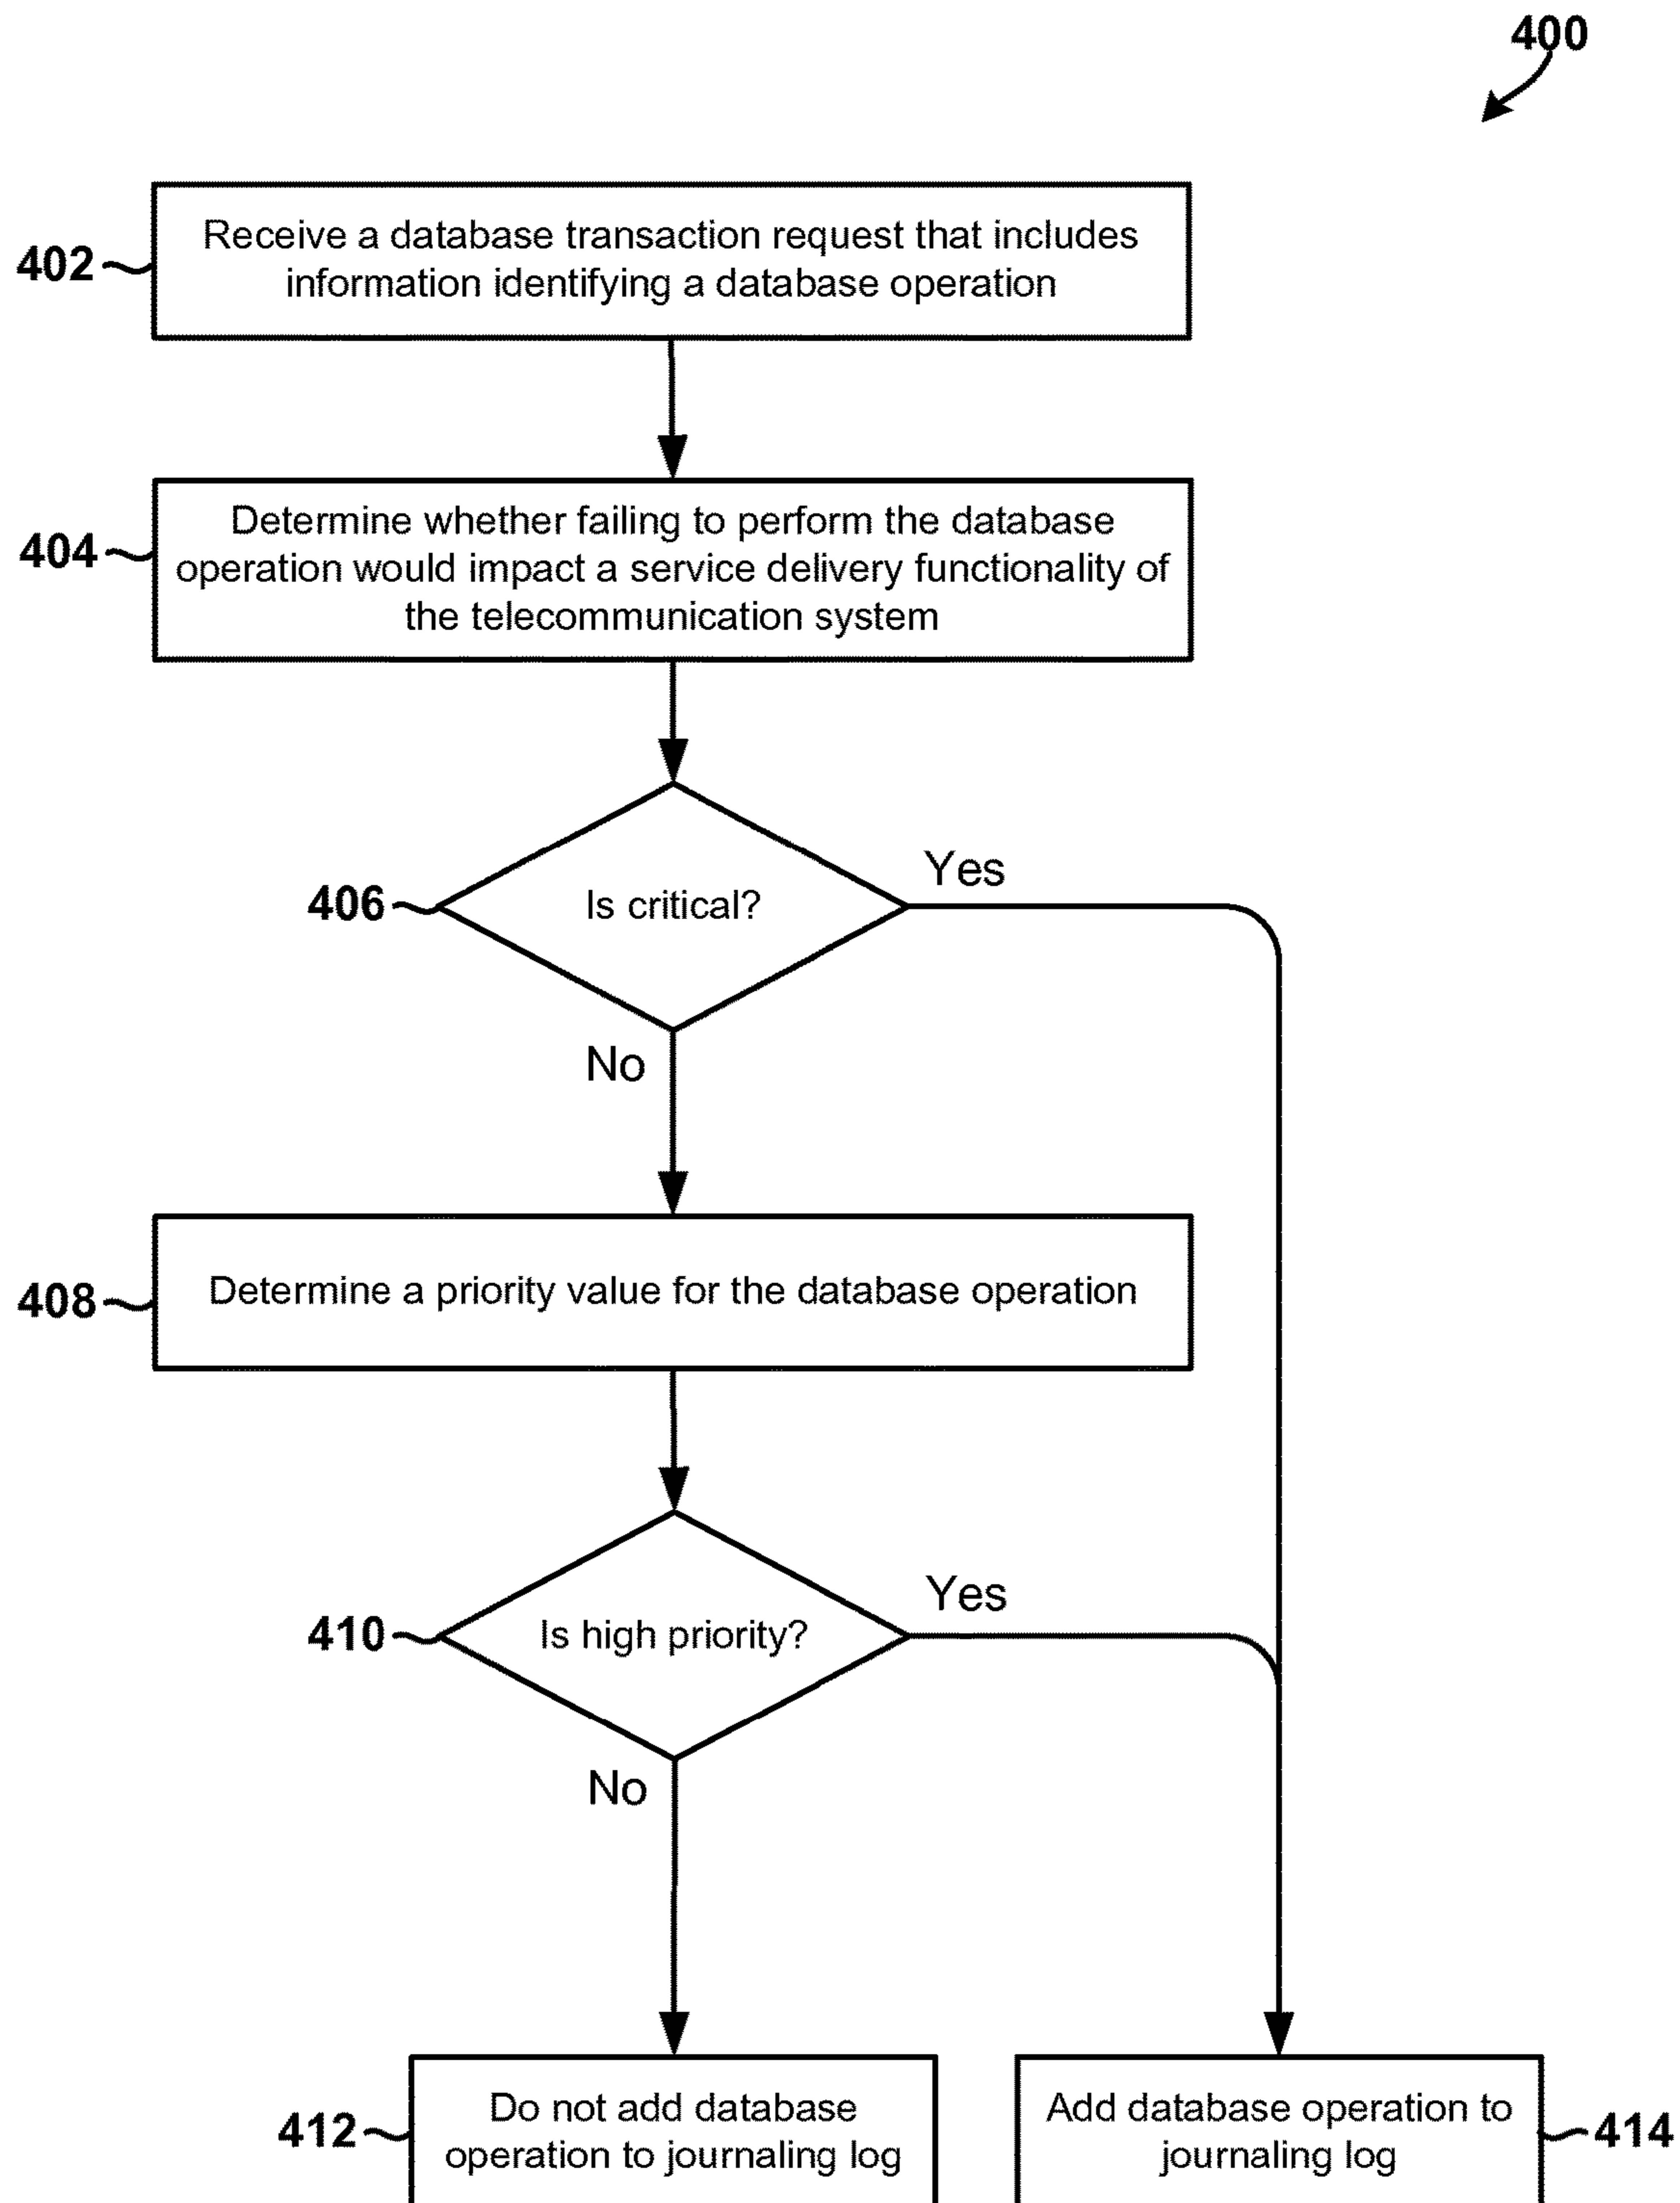 400
402
Receive a database transaction request that includes
information identifying a database operation
404
Determine whether failing to perform the database
operation would impact a service delivery functionality of
the telecommunication system
406
Is critical?
Yes
No
408
Determine a priority value for the database operation
410
Is high priority?
Yes
No
412
Do not add database
operation to journaling log
Add database operation to
journaling log
414